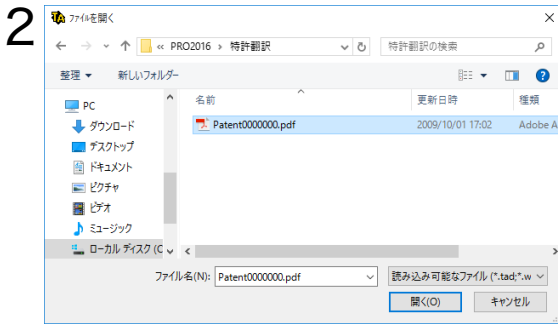 2
ファイルを開く
« PRO2016 › 特許翻訳
特許翻訳の検索
整理 ▼ 新しいフォルダー
名前 更新日時 種類
PC
ダウンロード
デスクトップ
ドキュメント
ピクチャ
ビデオ
ミュージック
ローカル ディスク (C
Patent0000000.pdf 2009/10/01 17:02 Adobe A
ファイル名(N): Patent0000000.pdf
読み込み可能なファイル (*.tad;*.w
開く(O) キャンセル